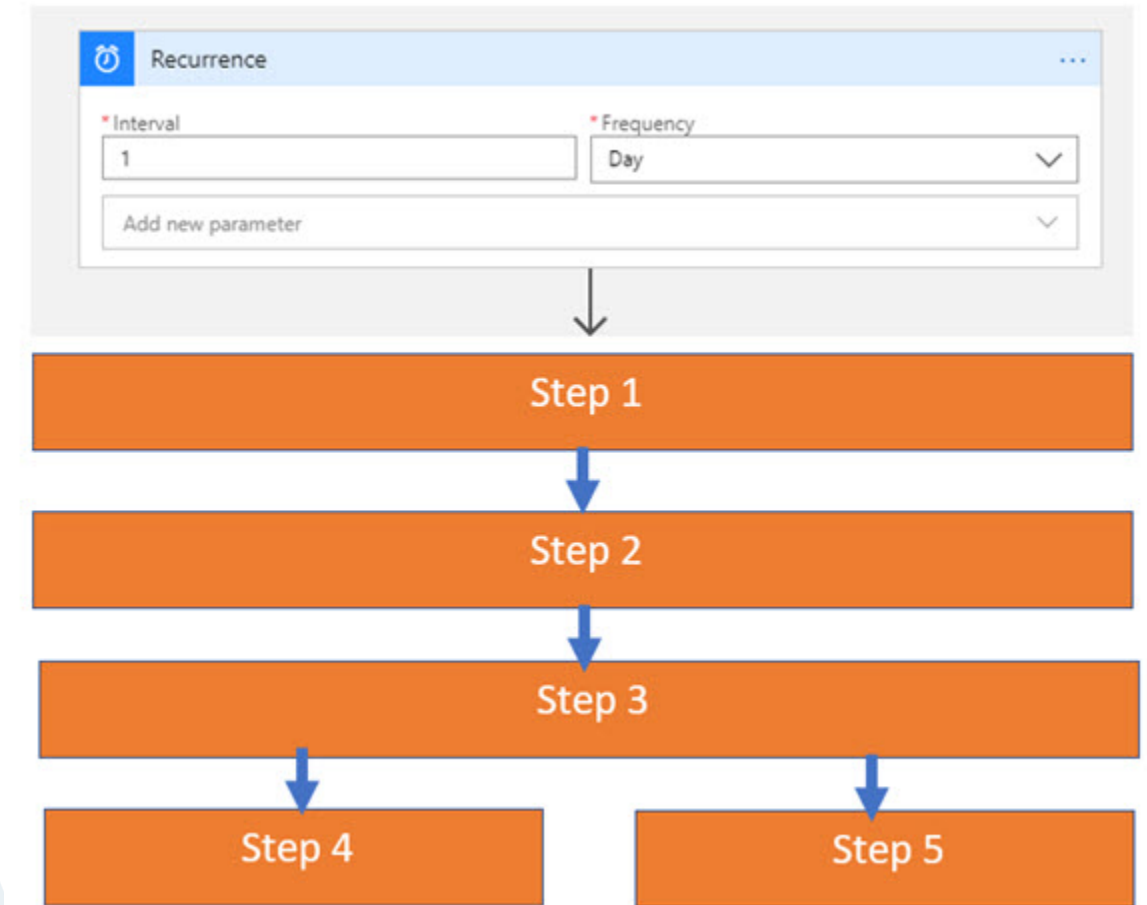 Recurrence
...
* Interval
* Frequency
1
Day
Add new parameter
Step 1
Step 2
Step 3
Step 4
Step 5